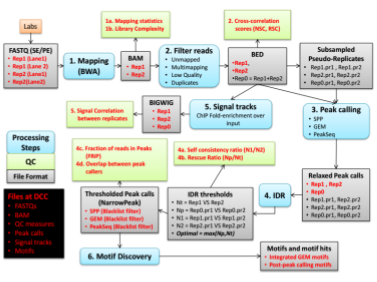 Labs
FASTQ (SE/PE)
Rep1 (Lane1)
Rep1 (Lane 2)
Rep2 (Lane 1)
Rep2(Lane2)
1. Mapping
(BWA)
1a. Mapping statistics
1b. Library Complexity
BAM
Rep1
Rep2
2. Filter reads
Unmapped
Multimapping
Low Quality
Duplicates
2. Cross-correlation
scores (NSC, RSC)
BED
Rep1,
Rep2
Rep0 = Rep1+Rep2
Subsampled
Pseudo-Replicates
Rep1.pr1 , Rep1.pr2
Rep2.pr1, Rep2.pr2
Rep0.pr1, Rep0.pr2
5. Signal Correlation
between replicates
BIGWIG
Rep1
Rep2
Rep0
5. Signal tracks
ChIP Fold-enrichment over
input
3. Peak calling
SPP
GEM
PeakSeq
Processing
Steps
QC
File Format
4c. Fraction of reads in Peaks
(FRiP)
4d. Overlap between peak
callers
4a. Self consistency ratio (N1/N2)
4b. Rescue Ratio (Np/Nt)
Relaxed Peak calls
Rep1 , Rep2
Rep0
Rep1.pr1, Rep1.pr2
Rep2.pr1, Rep2.pr2
Rep0.pr1, Rep0.pr2
Files at DCC
FASTQs
BAM
QC measures
Peak calls
Signal tracks
Motifs
Thresholded Peak calls
(NarrowPeak)
SPP (Blacklist filter)
GEM (Blacklist filter)
PeakSeq (Blacklist filter)
IDR thresholds
Nt = Rep1 VS Rep2
Np = Rep0.pr1 VS Rep0.pr2
N1 = Rep1.pr1 VS Rep1.pr2
N2 = Rep2.pr1 VS Rep2.pr2
Optimal = max(Np,Nt)
4. IDR
6. Motif Discovery
Motifs and motif hits
Integrated GEM motifs
Post-peak calling motifs